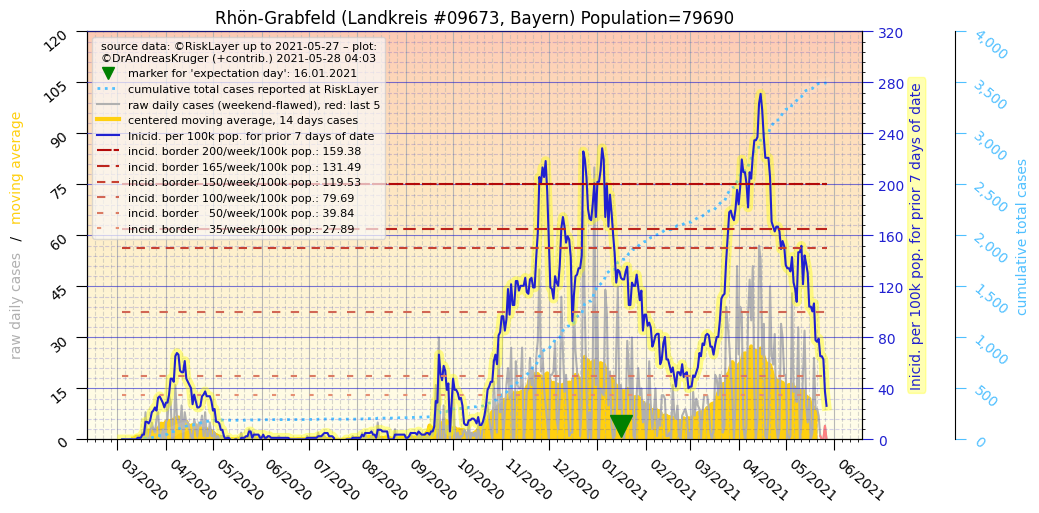 Rhön-Grabfeld (Landkreis #09673, Bayern) Population=79690
source data: ©RiskLayer up to 2021-05-27 – plot:
©DrAndreasKruger (+contrib.) 2021-05-28 04:03
marker for 'expectation day': 16.01.2021
cumulative total cases reported at RiskLayer
raw daily cases (weekend-flawed), red: last 5
centered moving average, 14 days cases
Inicid. per 100k pop. for prior 7 days of date
incid. border 200/week/100k pop.: 159.38
incid. border 165/week/100k pop.: 131.49
incid. border 150/week/100k pop.: 119.53
incid. border 100/week/100k pop.: 79.69
incid. border 50/week/100k pop.: 39.84
incid. border 35/week/100k pop.: 27.89
raw daily cases / moving average
120
105
90
75
60
45
30
15
0
320
280
240
200
160
120
80
40
0
Inicid. per 100k pop. for prior 7 days of date
4,000
3,500
3,000
2,500
2,000
1,500
1,000
500
0
cumulative total cases
03/2020
04/2020
05/2020
06/2020
07/2020
08/2020
09/2020
10/2020
11/2020
12/2020
01/2021
02/2021
03/2021
04/2021
05/2021
06/2021